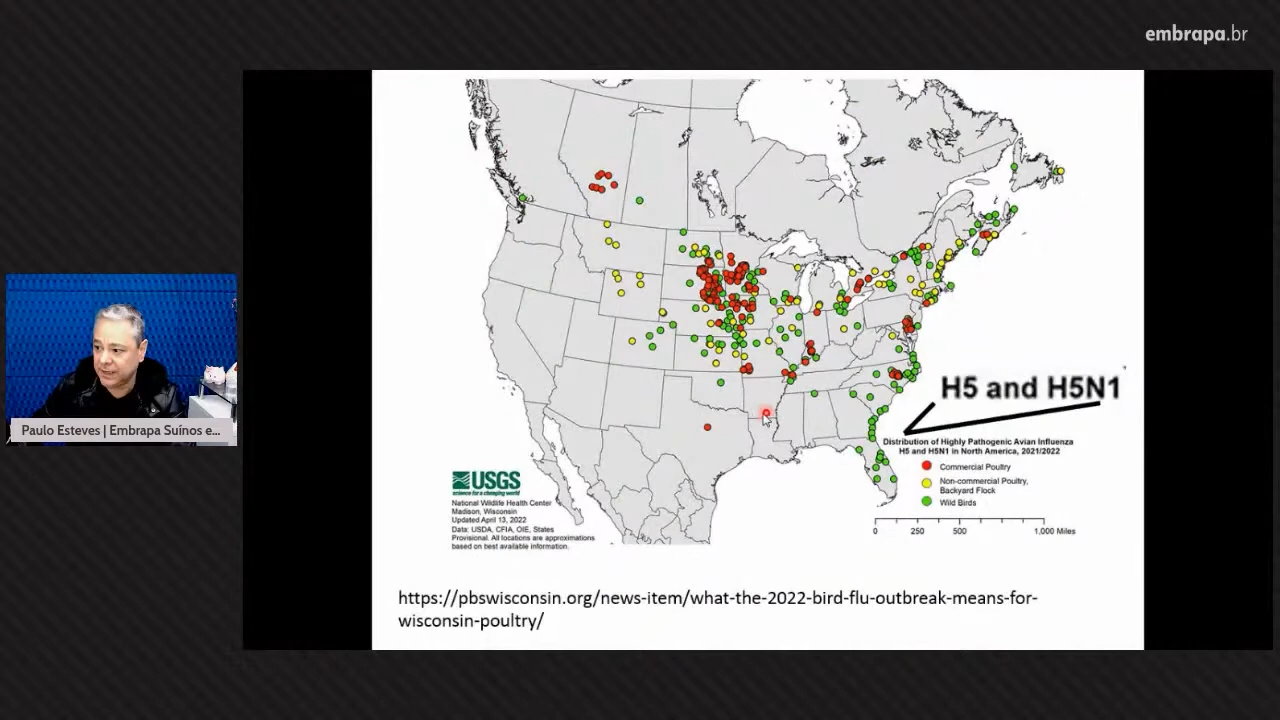 embrapa.br
H5 and H5N1
Distribution of Highly Pathogenic Avian Influenza
H5 and H5N1 in North America, 2021/2022
Commercial Poultry
Non-commercial Poultry,
Backyard Flock
Wild Birds
0 250 500 1,000 Miles
USGS
science for a changing world
National Wildlife Health Center
Madison, Wisconsin
Updated April 13, 2022
Data: USDA, CFIA, OIE, States
Provisional. All locations are approximations
based on best available information.
Paulo Esteves | Embrapa Suínos e...
https://pbswisconsin.org/news-item/what-the-2022-bird-flu-outbreak-means-for-
wisconsin-poultry/